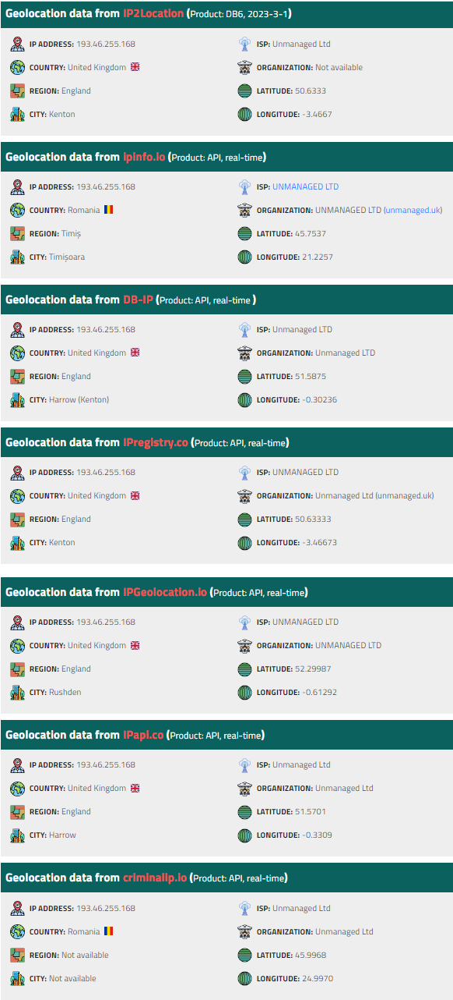 Geolocation data from IP2Location (Product: DB6, 2023-3-1)
IP ADDRESS: 193.46.255.168 ISP: Unmanaged Ltd
COUNTRY: United Kingdom ORGANIZATION: Not available
REGION: England LATITUDE: 50.6333
CITY: Kenton LONGITUDE: -3.4667
Geolocation data from ipinfo.io (Product: API, real-time)
IP ADDRESS: 193.46.255.168 ISP: UNMANAGED LTD
COUNTRY: Romania ORGANIZATION: UNMANAGED LTD (unmanaged.uk)
REGION: Timiș LATITUDE: 45.7537
CITY: Timișoara LONGITUDE: 21.2257
Geolocation data from DB-IP (Product: API, real-time )
IP ADDRESS: 193.46.255.168 ISP: Unmanaged LTD
COUNTRY: United Kingdom ORGANIZATION: Unmanaged LTD
REGION: England LATITUDE: 51.5875
CITY: Harrow (Kenton) LONGITUDE: -0.30236
Geolocation data from IPregistry.co (Product: API, real-time)
IP ADDRESS: 193.46.255.168 ISP: UNMANAGED LTD
COUNTRY: United Kingdom ORGANIZATION: Unmanaged Ltd (unmanaged.uk)
REGION: England LATITUDE: 50.63333
CITY: Kenton LONGITUDE: -3.46673
Geolocation data from IPGeolocation.io (Product: API, real-time)
IP ADDRESS: 193.46.255.168 ISP: UNMANAGED LTD
COUNTRY: United Kingdom ORGANIZATION: UNMANAGED LTD
REGION: England LATITUDE: 52.29987
CITY: Rushden LONGITUDE: -0.61292
Geolocation data from IPapi.co (Product: API, real-time)
IP ADDRESS: 193.46.255.168 ISP: Unmanaged Ltd
COUNTRY: United Kingdom ORGANIZATION: Unmanaged Ltd
REGION: England LATITUDE: 51.5701
CITY: Harrow LONGITUDE: -0.3309
Geolocation data from criminalip.io (Product: API, real-time)
IP ADDRESS: 193.46.255.168 ISP: Unmanaged Ltd
COUNTRY: Romania ORGANIZATION: Unmanaged Ltd
REGION: Not available LATITUDE: 45.9968
CITY: Not available LONGITUDE: 24.9970